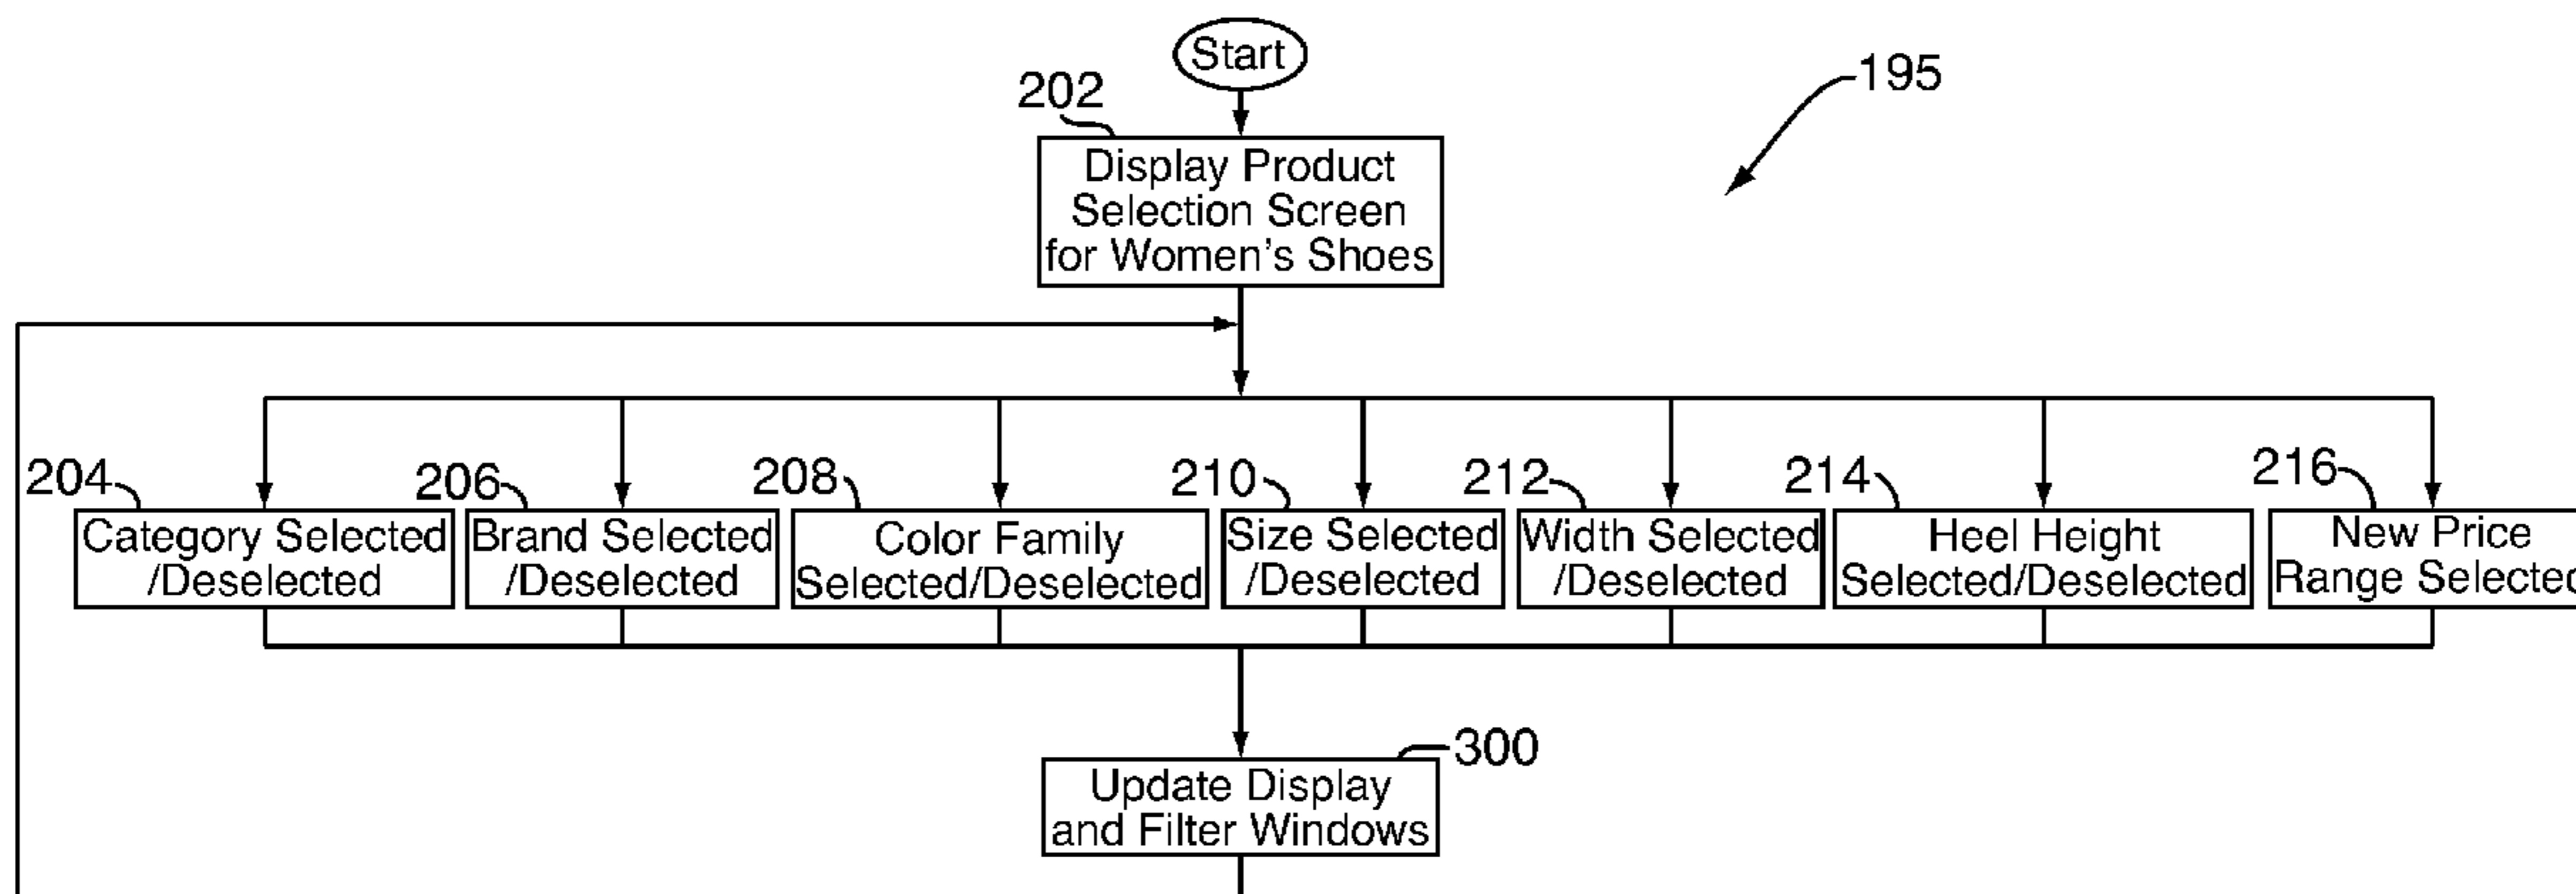 Start
195
202
Display Product
Selection Screen
for Women's Shoes
204
206
208
210
212
214
216
Category Selected
/Deselected
Brand Selected
/Deselected
Color Family
Selected/Deselected
Size Selected
/Deselected
Width Selected
/Deselected
Heel Height
Selected/Deselected
New Price
Range Selected
300
Update Display
and Filter Windows